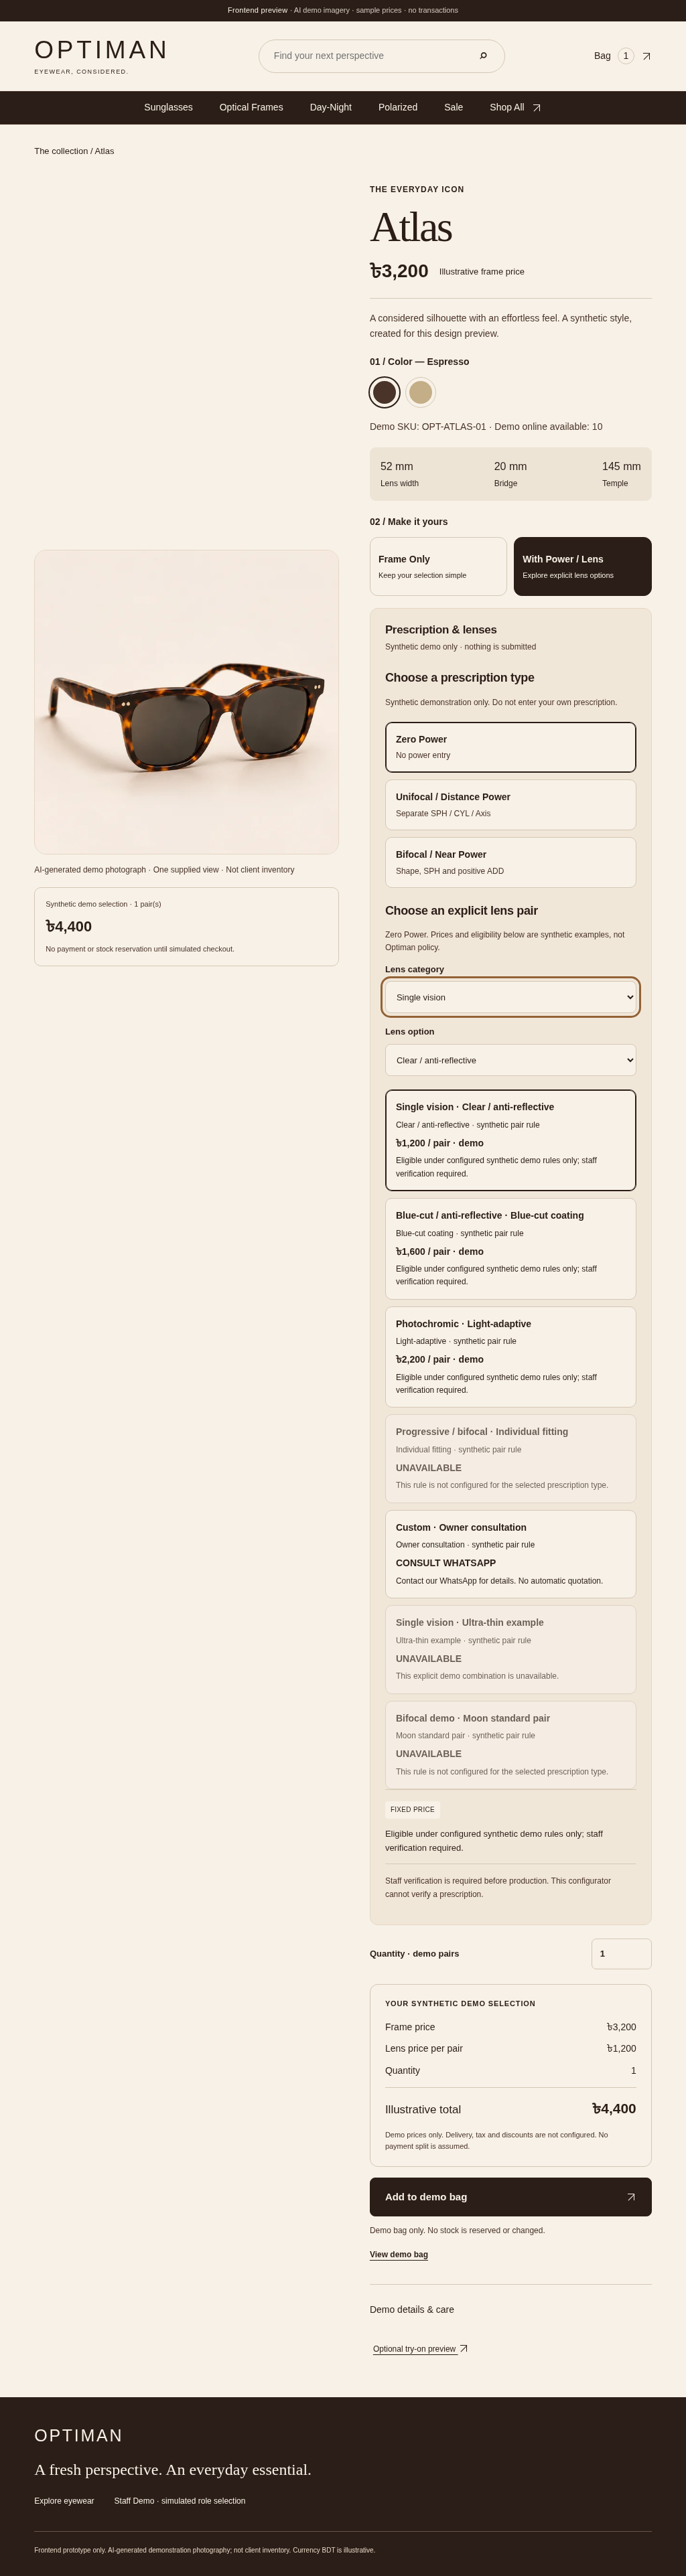 Frontend preview · AI demo imagery · sample prices · no transactions
OPTIMAN
EYEWEAR, CONSIDERED.
Find your next perspective
Bag 1
Sunglasses Optical Frames Day-Night Polarized Sale Shop All
The collection / Atlas
THE EVERYDAY ICON
Atlas
৳3,200 Illustrative frame price
A considered silhouette with an effortless feel. A synthetic style,
created for this design preview.
01 / Color — Espresso
Demo SKU: OPT-ATLAS-01 · Demo online available: 10
52 mm 20 mm 145 mm
Lens width Bridge Temple
02 / Make it yours
Frame Only
Keep your selection simple
With Power / Lens
Explore explicit lens options
AI-generated demo photograph · One supplied view · Not client inventory
Synthetic demo selection · 1 pair(s)
৳4,400
No payment or stock reservation until simulated checkout.
Prescription & lenses
Synthetic demo only · nothing is submitted
Choose a prescription type
Synthetic demonstration only. Do not enter your own prescription.
Zero Power
No power entry
Unifocal / Distance Power
Separate SPH / CYL / Axis
Bifocal / Near Power
Shape, SPH and positive ADD
Choose an explicit lens pair
Zero Power. Prices and eligibility below are synthetic examples, not
Optiman policy.
Lens category
Single vision
Lens option
Clear / anti-reflective
Single vision · Clear / anti-reflective
Clear / anti-reflective · synthetic pair rule
৳1,200 / pair · demo
Eligible under configured synthetic demo rules only; staff
verification required.
Blue-cut / anti-reflective · Blue-cut coating
Blue-cut coating · synthetic pair rule
৳1,600 / pair · demo
Eligible under configured synthetic demo rules only; staff
verification required.
Photochromic · Light-adaptive
Light-adaptive · synthetic pair rule
৳2,200 / pair · demo
Eligible under configured synthetic demo rules only; staff
verification required.
Progressive / bifocal · Individual fitting
Individual fitting · synthetic pair rule
UNAVAILABLE
This rule is not configured for the selected prescription type.
Custom · Owner consultation
Owner consultation · synthetic pair rule
CONSULT WHATSAPP
Contact our WhatsApp for details. No automatic quotation.
Single vision · Ultra-thin example
Ultra-thin example · synthetic pair rule
UNAVAILABLE
This explicit demo combination is unavailable.
Bifocal demo · Moon standard pair
Moon standard pair · synthetic pair rule
UNAVAILABLE
This rule is not configured for the selected prescription type.
FIXED PRICE
Eligible under configured synthetic demo rules only; staff
verification required.
Staff verification is required before production. This configurator
cannot verify a prescription.
Quantity · demo pairs 1
YOUR SYNTHETIC DEMO SELECTION
Frame price ৳3,200
Lens price per pair ৳1,200
Quantity 1
Illustrative total ৳4,400
Demo prices only. Delivery, tax and discounts are not configured. No
payment split is assumed.
Add to demo bag
Demo bag only. No stock is reserved or changed.
View demo bag
Demo details & care
Optional try-on preview
OPTIMAN
A fresh perspective. An everyday essential.
Explore eyewear Staff Demo · simulated role selection
Frontend prototype only. AI-generated demonstration photography; not client inventory. Currency BDT is illustrative.